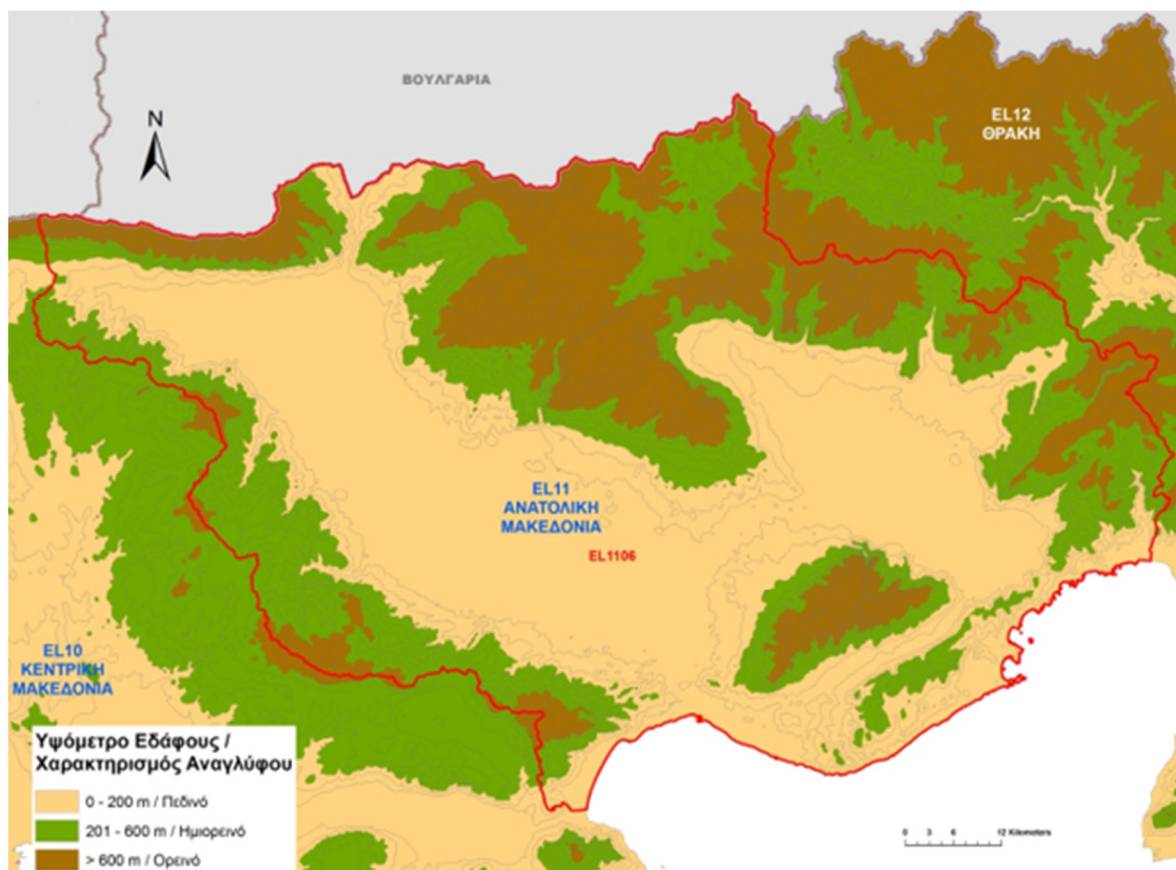 ΒΟΥΛΓΑΡΙΑ
N
EL12
ΘΡΑΚΗ
EL11
ΑΝΑΤΟΛΙΚΗ
ΜΑΚΕΔΟΝΙΑ
EL1106
EL10
ΚΕΝΤΡΙΚΗ
ΜΑΚΕΔΟΝΙΑ
Υψόμετρο Εδάφους /
Χαρακτηρισμός Αναγλύφου
0 - 200 m / Πεδινό
201 - 600 m / Ημιορεινό
> 600 m / Ορεινό
0 3 6 12 Kilometers